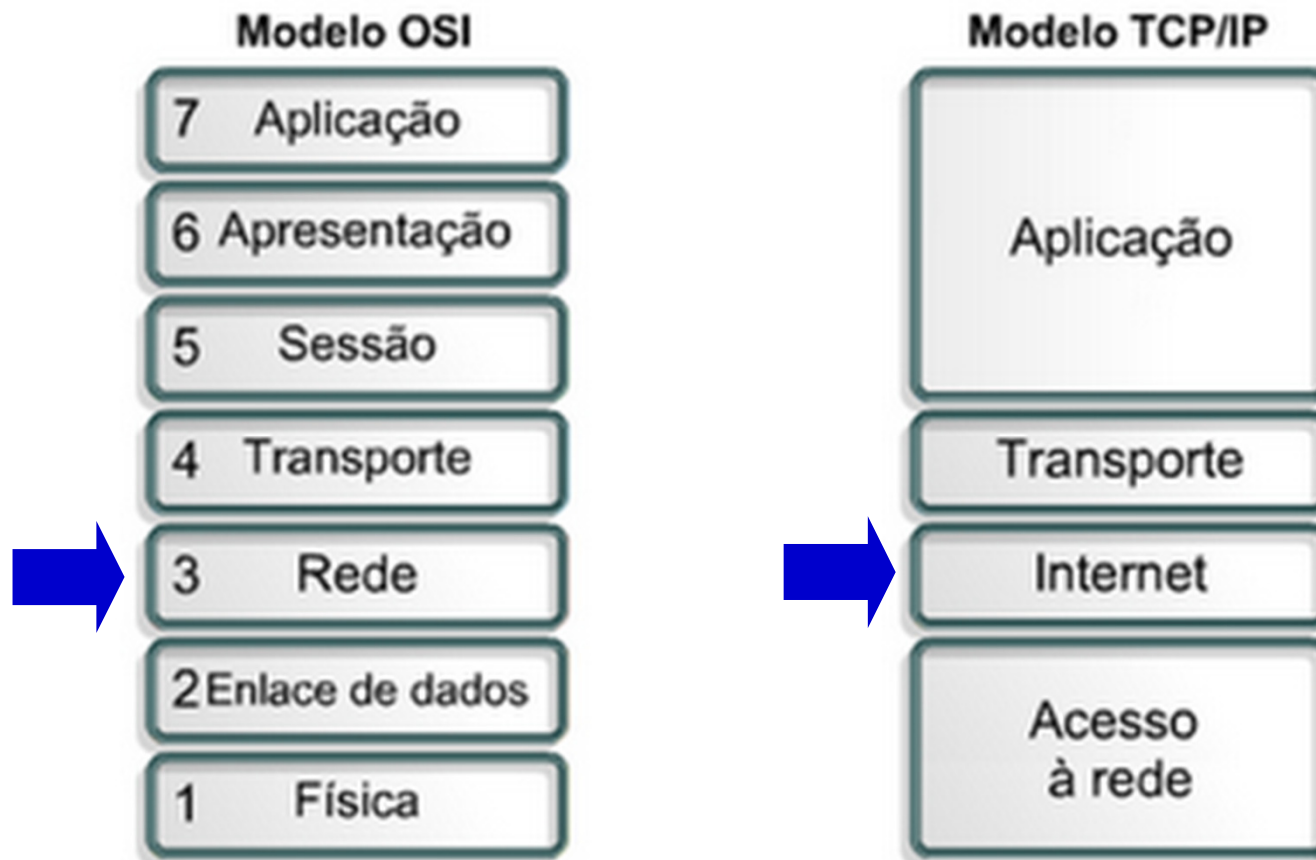 Modelo OSI
7 Aplicação
6 Apresentação
5 Sessão
4 Transporte
3 Rede
2 Enlace de dados
1 Física
Modelo TCP/IP
Aplicação
Transporte
Internet
Acesso
à rede